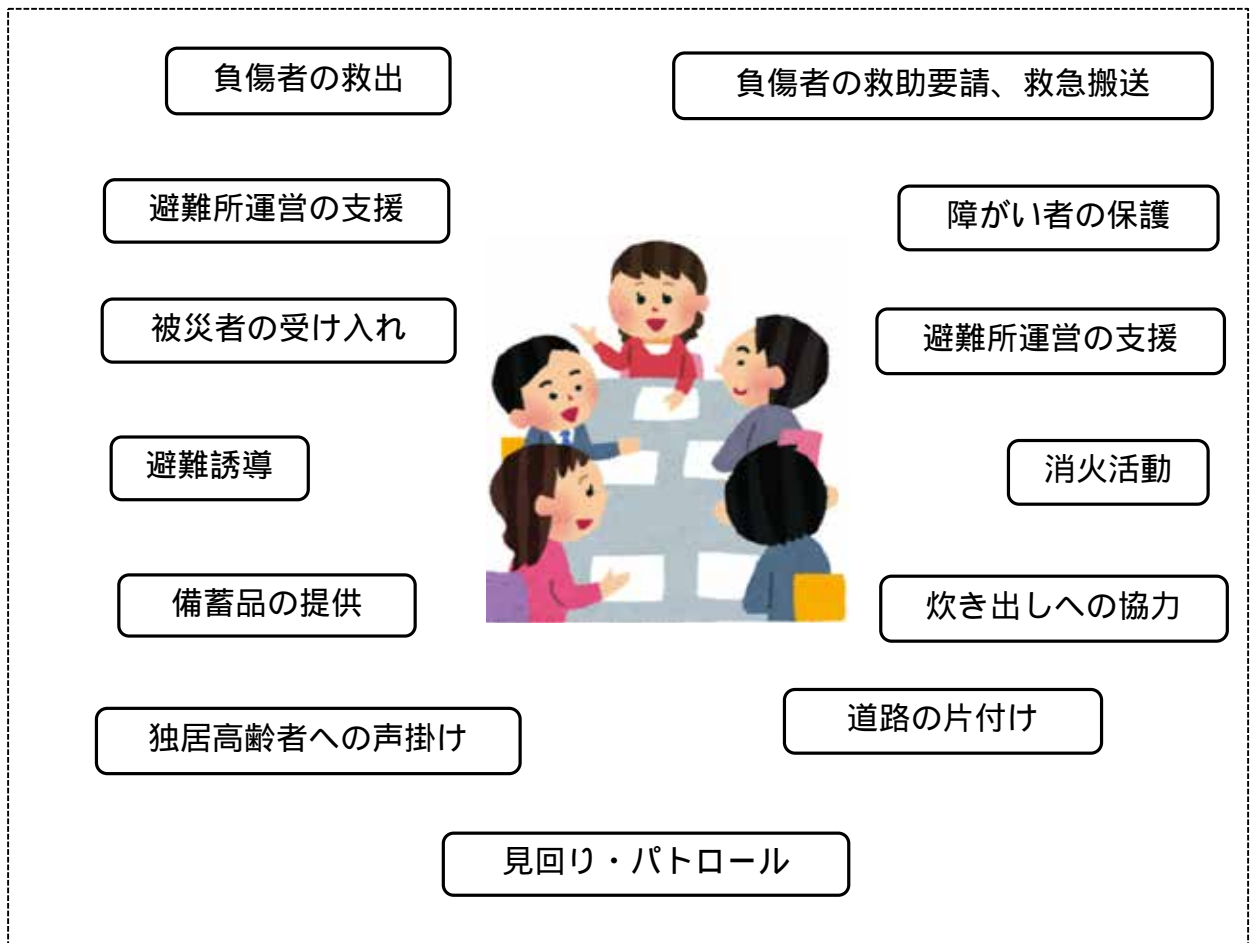 負傷者の救出
負傷者の救助要請、救急搬送
避難所運営の支援
障がい者の保護
被災者の受け入れ
避難所運営の支援
避難誘導
消火活動
備蓄品の提供
炊き出しへの協力
独居高齢者への声掛け
道路の片付け
見回り・パトロール